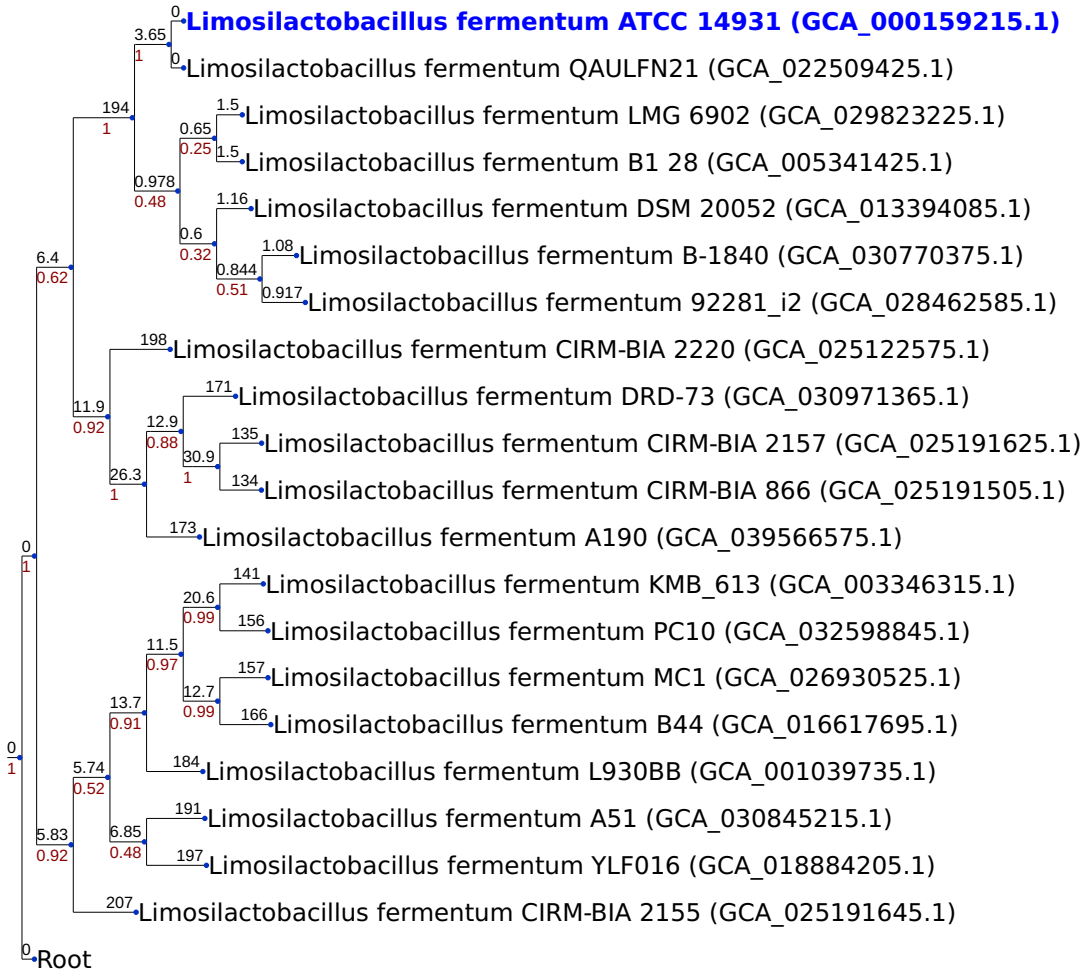 0
Limosilactobacillus fermentum ATCC 14931 (GCA_000159215.1)
3.65
1
0
Limosilactobacillus fermentum QAULFN21 (GCA_022509425.1)
194
1
1.5
Limosilactobacillus fermentum LMG 6902 (GCA_029823225.1)
0.65
0.25
1.5
Limosilactobacillus fermentum B1 28 (GCA_005341425.1)
0.978
0.48
1.16
Limosilactobacillus fermentum DSM 20052 (GCA_013394085.1)
0.6
0.32
1.08
Limosilactobacillus fermentum B-1840 (GCA_030770375.1)
6.4
0.62
0.844
0.51
0.917
Limosilactobacillus fermentum 92281_i2 (GCA_028462585.1)
198
Limosilactobacillus fermentum CIRM-BIA 2220 (GCA_025122575.1)
171
Limosilactobacillus fermentum DRD-73 (GCA_030971365.1)
11.9
0.92
12.9
0.88
135
Limosilactobacillus fermentum CIRM-BIA 2157 (GCA_025191625.1)
30.9
1
26.3
1
134
Limosilactobacillus fermentum CIRM-BIA 866 (GCA_025191505.1)
173
Limosilactobacillus fermentum A190 (GCA_039566575.1)
0
1
141
Limosilactobacillus fermentum KMB_613 (GCA_003346315.1)
20.6
0.99
156
Limosilactobacillus fermentum PC10 (GCA_032598845.1)
11.5
0.97
157
Limosilactobacillus fermentum MC1 (GCA_026930525.1)
12.7
0.99
13.7
0.91
166
Limosilactobacillus fermentum B44 (GCA_016617695.1)
0
1
184
Limosilactobacillus fermentum L930BB (GCA_001039735.1)
5.74
0.52
191
Limosilactobacillus fermentum A51 (GCA_030845215.1)
5.83
0.92
6.85
0.48
197
Limosilactobacillus fermentum YLF016 (GCA_018884205.1)
207
Limosilactobacillus fermentum CIRM-BIA 2155 (GCA_025191645.1)
0
Root